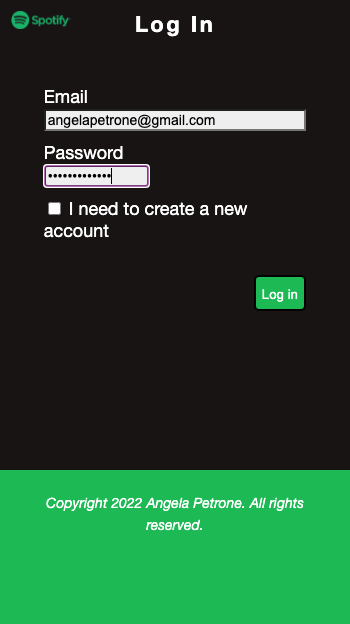 Spotify
Log In
Email
angelapetrone@gmail.com
Password
•••••••••••••
I need to create a new
account
Log in
Copyright 2022 Angela Petrone. All rights
reserved.